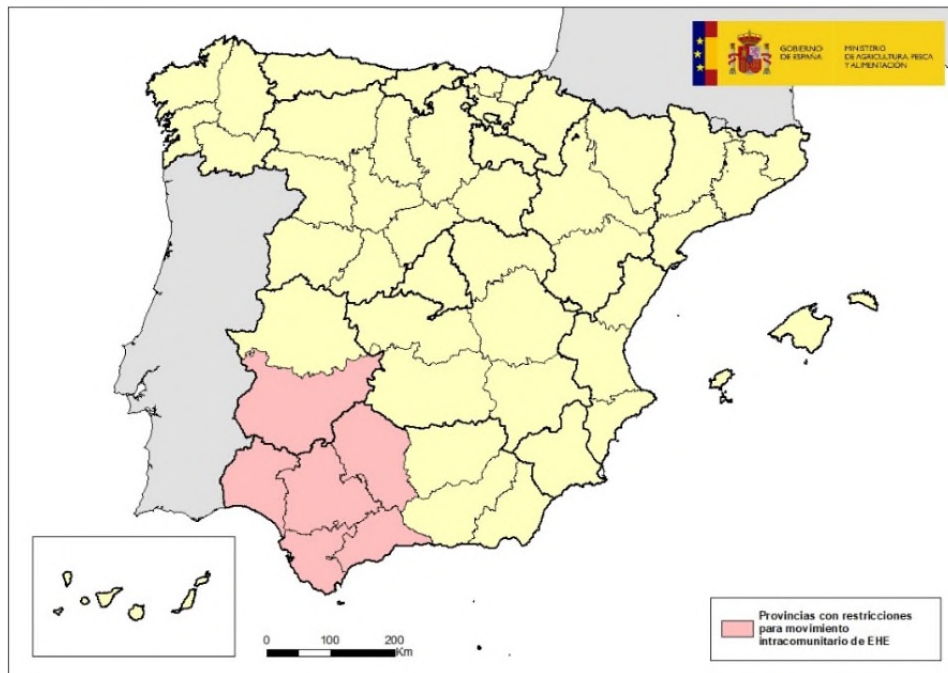 GOBIERNO
DE ESPAÑA
MINISTERIO
DE AGRICULTURA, PESCA
Y ALIMENTACIÓN
0 100 200
Km
Provincias con restricciones
para movimiento
intracomunitario de EHE